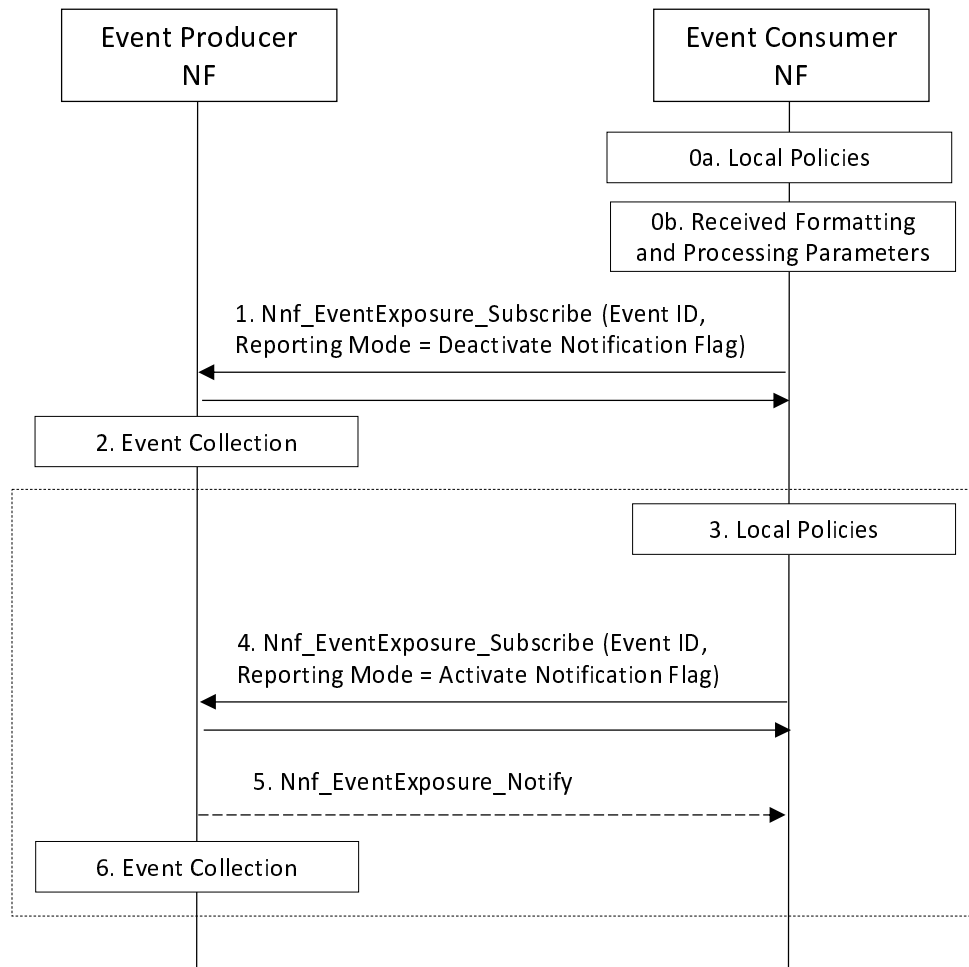 Event Producer
NF
Event Consumer
NF
0a. Local Policies
0b. Received Formatting
and Processing Parameters
1. Nnf_EventExposure_Subscribe (Event ID,
Reporting Mode = Deactivate Notification Flag)
2. Event Collection
3. Local Policies
4. Nnf_EventExposure_Subscribe (Event ID,
Reporting Mode = Activate Notification Flag)
5. Nnf_EventExposure_Notify
6. Event Collection